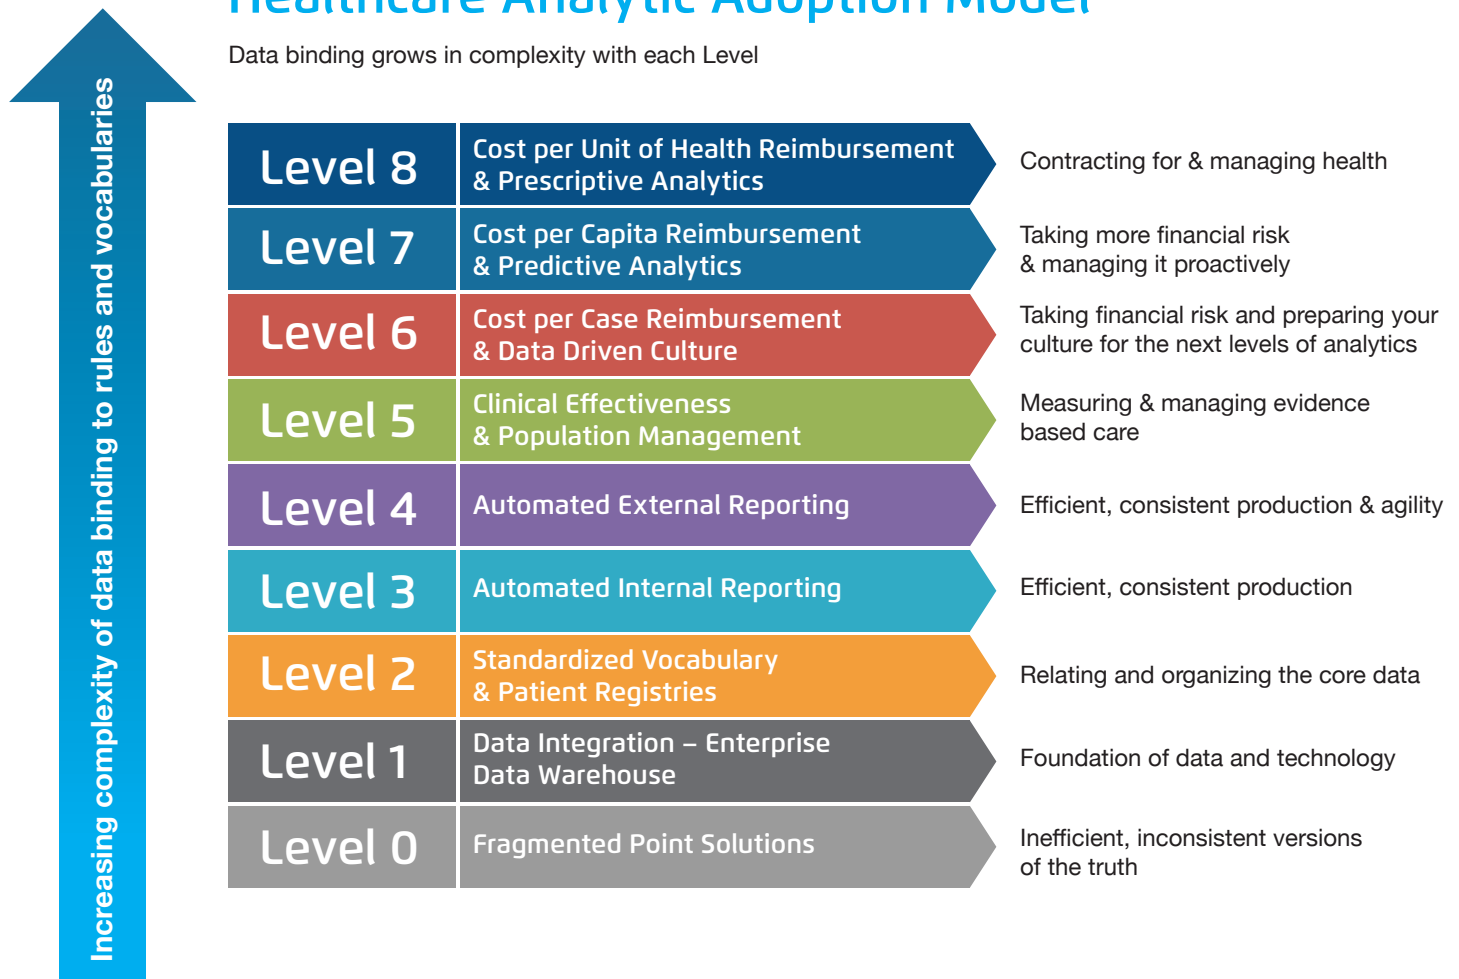 Healthcare Analytic Adoption Model
Data binding grows in complexity with each Level
Increasing complexity of data binding to rules and vocabularies
Level 8
Cost per Unit of Health Reimbursement
& Prescriptive Analytics
Contracting for & managing health
Level 7
Cost per Capita Reimbursement
& Predictive Analytics
Taking more financial risk
& managing it proactively
Level 6
Cost per Case Reimbursement
& Data Driven Culture
Taking financial risk and preparing your
culture for the next levels of analytics
Level 5
Clinical Effectiveness
& Population Management
Measuring & managing evidence
based care
Level 4
Automated External Reporting
Efficient, consistent production & agility
Level 3
Automated Internal Reporting
Efficient, consistent production
Level 2
Standardized Vocabulary
& Patient Registries
Relating and organizing the core data
Level 1
Data Integration – Enterprise
Data Warehouse
Foundation of data and technology
Level 0
Fragmented Point Solutions
Inefficient, inconsistent versions
of the truth